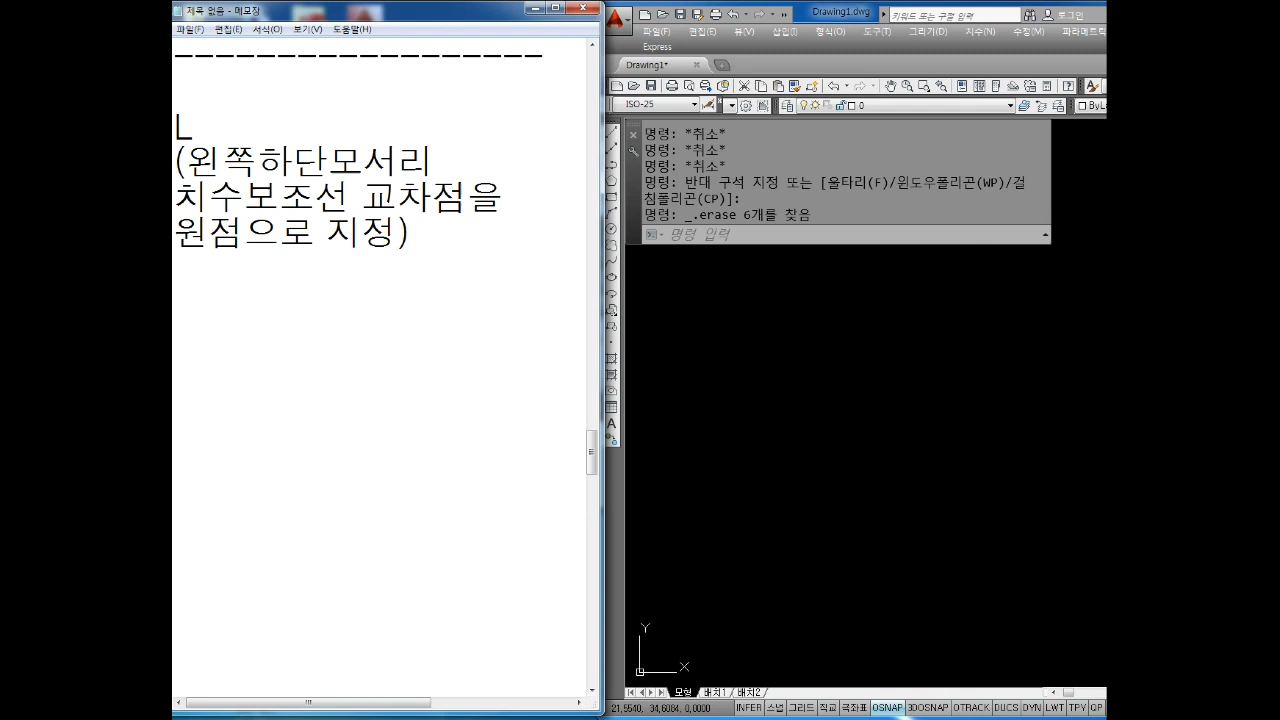 제목 없음 - 메모장
파일(F) 편집(E) 서식(O) 보기(V) 도움말(H)
------------------
L
(왼쪽하단모서리
치수보조선 교차점을
원점으로 지정)
Drawing1.dwg
키워드 또는 구절 입력
로그인
파일(F) 편집(E) 뷰(V) 삽입(I) 형식(O) 도구(T) 그리기(D) 치수(N) 수정(M) 파라메트릭
Express
Drawing1*
ISO-25
0
ByLa
명령: *취소*
명령: *취소*
명령: *취소*
명령: 반대 구석 지정 또는 [울타리(F)/윈도우폴리곤(WP)/걸
침폴리곤(CP)]:
명령: _.erase 6개를 찾음
명령 입력
A
Y
X
모형 배치1 배치2
21,5540, 34,6084, 0,0000
INFER 스냅 그리드 직교 극좌표 OSNAP 3DOSNAP OTRACK DUCS DYN LWT TPY QP